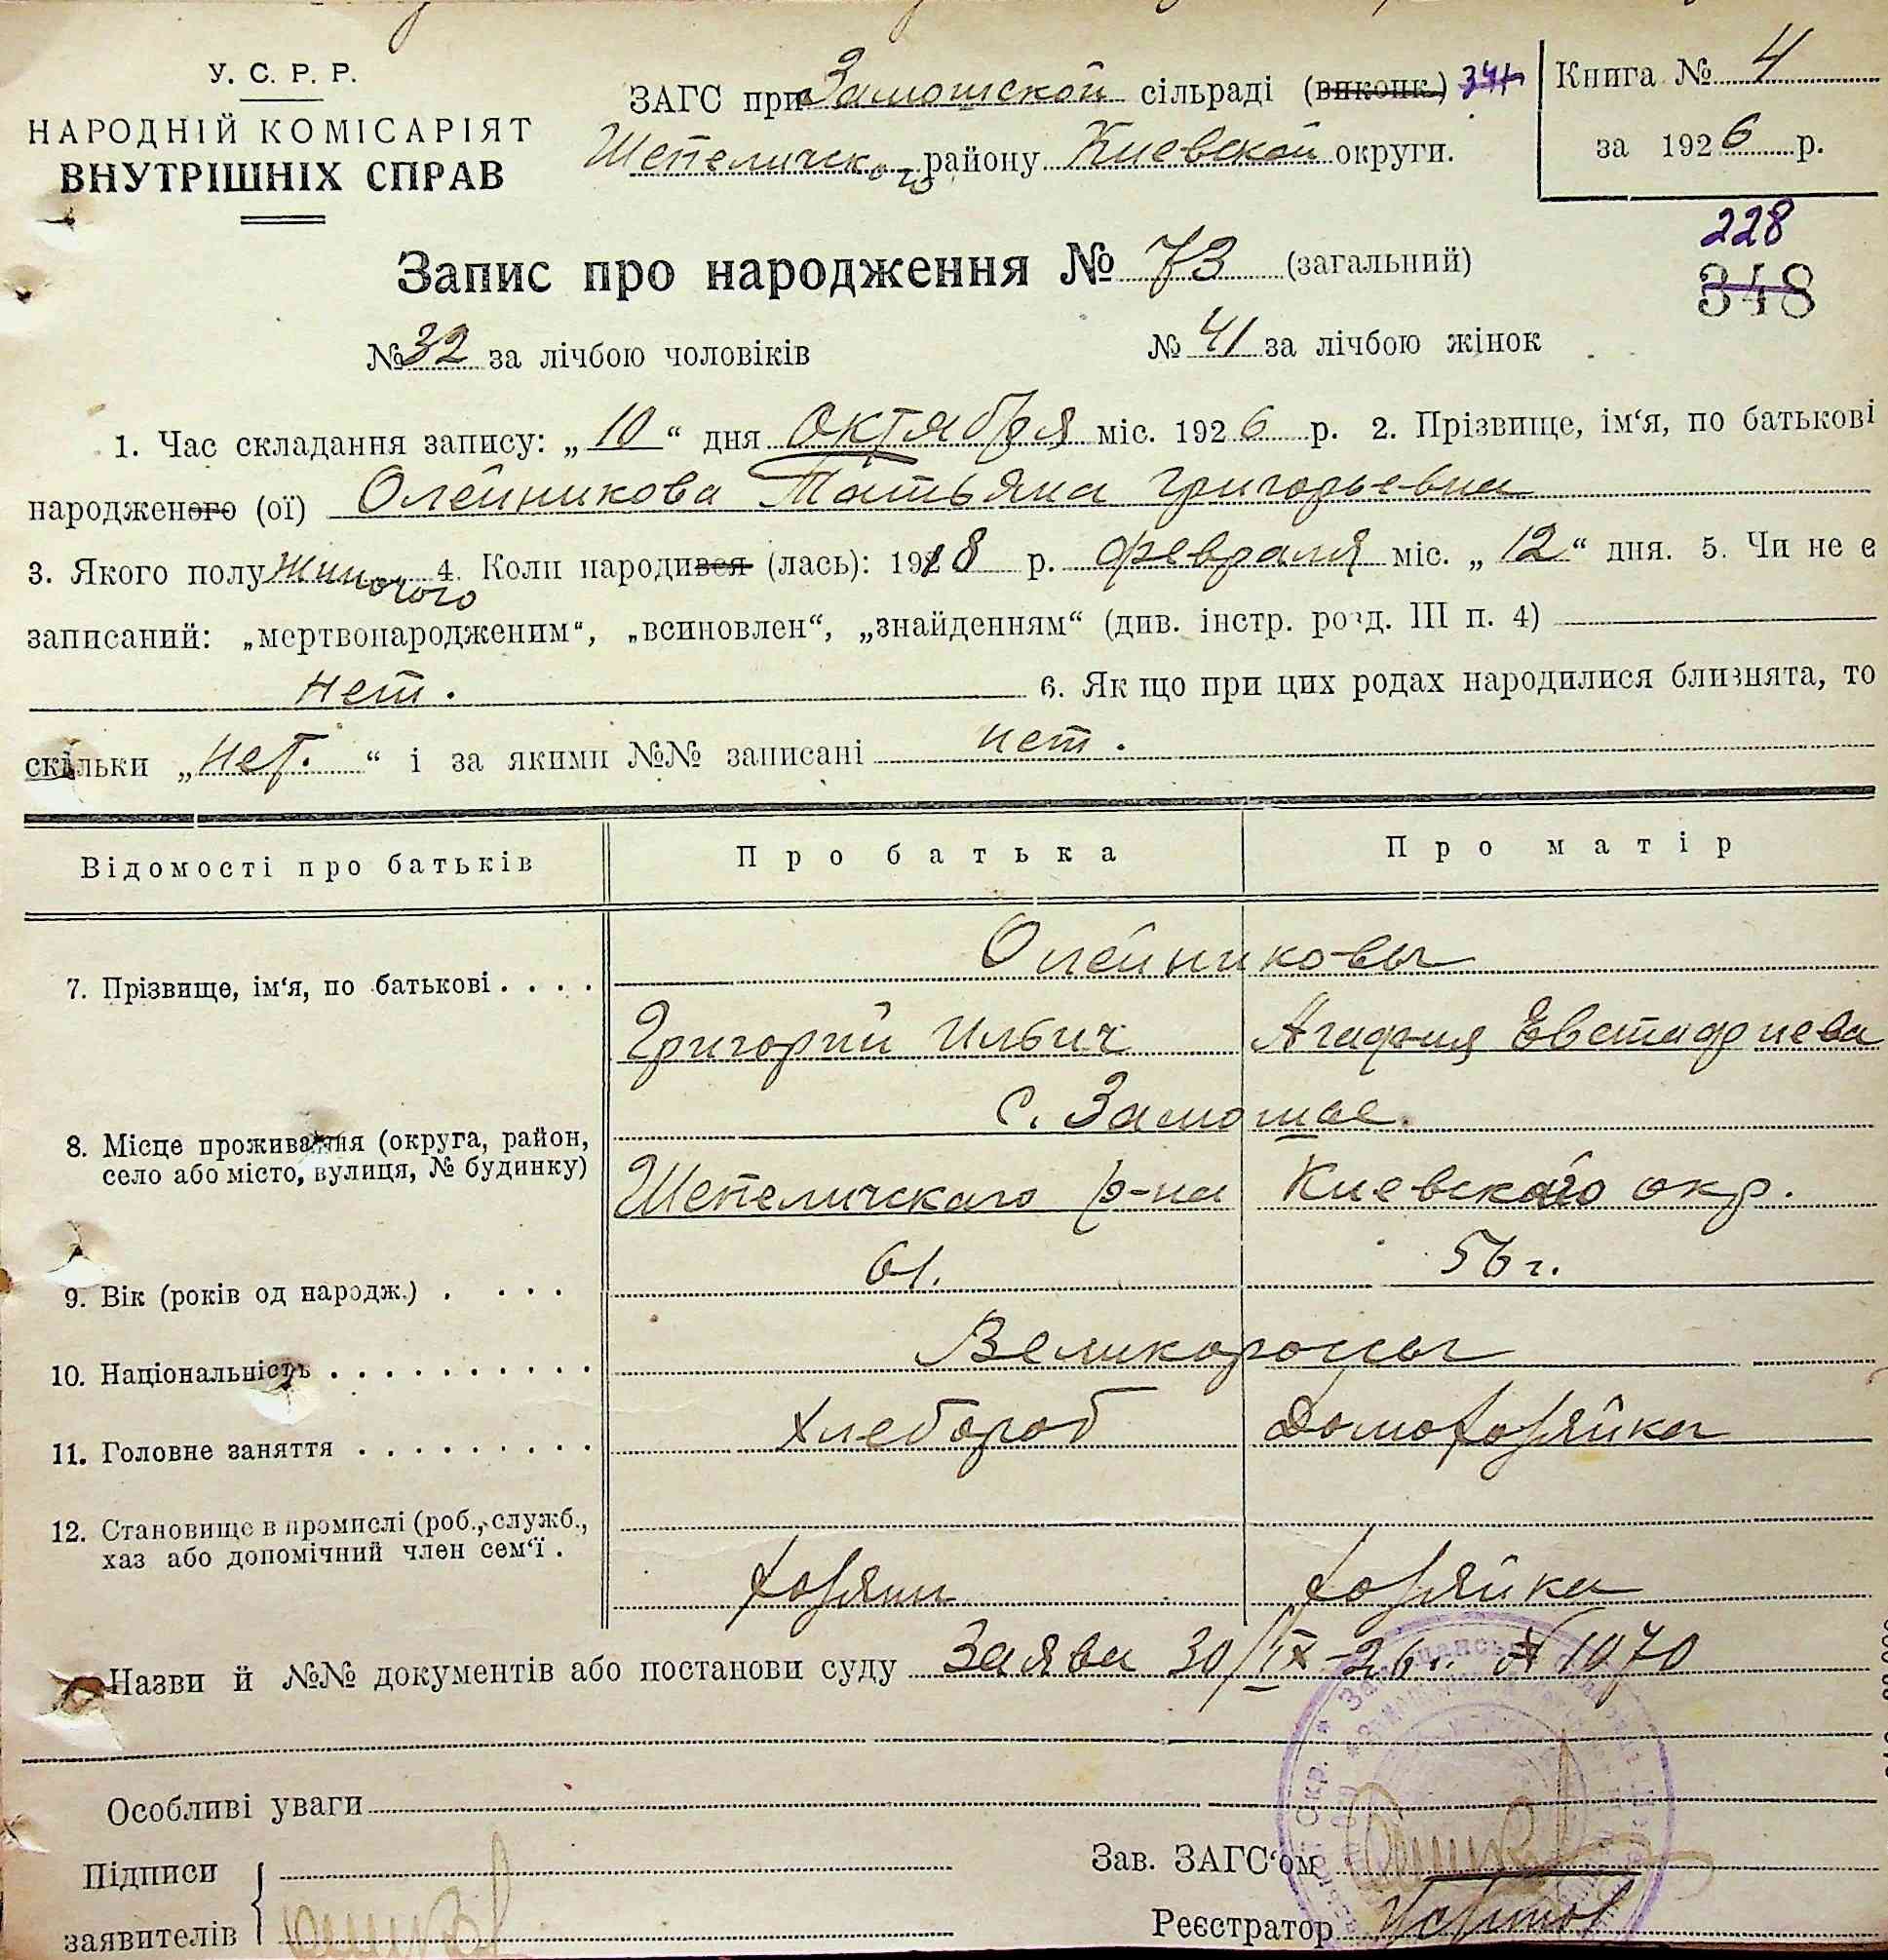 У. С. Р. Р.
НАРОДНІЙ КОМІСАРІЯТ
ВНУТРІШНІХ СПРАВ
ЗАГС при Замошской сільраді (виконк.) 341
Шепеличского району Киевской округи.
Книга № 4
за 1926 р.
228
348
Запис про народження № 73 (загальний)
№ 32 за лічбою чоловіків № 41 за лічбою жінок
1. Час складання запису: „10“ дня Октября міс. 1926 р. 2. Прізвище, ім‘я, по батькові
народженого (ої) Олейникова Татьяна Григорьевна
3. Якого полу жиночого 4. Коли народився (лась): 1918 р. февраля міс. „12“ дня. 5. Чи не є
записаний: „мертвонародженим“, „всиновлен“, „знайденням“ (див. інстр. розд. III п. 4)
нет. 6. Якщо при цих родах народилися близнята, то
скільки „нет.“ і за якими №№ записані нет.
Відомості про батьків Про батька Про матір
Олейниковы
7. Прізвище, ім‘я, по батькові . . . .
Григорий Ильич Агафия Евстафиева
с. Замошье.
8. Місце проживання (округа, район,
село або місто, вулиця, № будинку)
Шепеличскаго р-на Киевского окр.
9. Вік (років од народж.) . . . . 61. 56 г.
10. Національність . . . . . . . . . . . Великороссы
11. Головне заняття . . . . . . . . . Хлебороб Домохозяйка
12. Становище в промислі (роб., служб.,
хаз або допомічний член сем‘ї .
хозяин хозяйка
Назви й №№ документів або постанови суду Заява 30/IX-26 г. № 1070
Особливі уваги
Підписи
заявителів
Зав. ЗАГС‘ом
Реєстратор